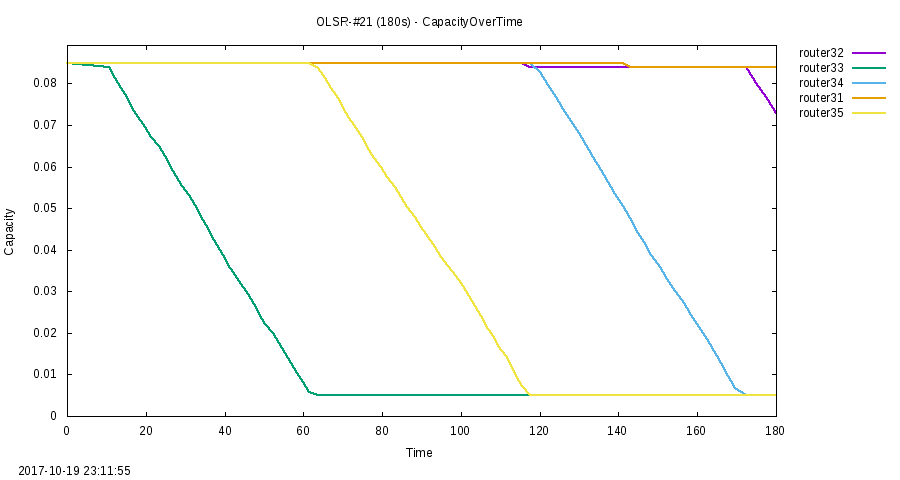 OLSR-#21 (180s) - CapacityOverTime
router32
router33
router34
router31
router35
Capacity
0.08
0.07
0.06
0.05
0.04
0.03
0.02
0.01
0
0 20 40 60 80 100 120 140 160 180
Time
2017-10-19 23:11:55